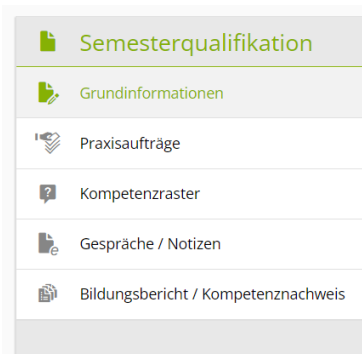 Semesterqualifikation
Grundinformationen
Praxisaufträge
Kompetenzraster
Gespräche / Notizen
Bildungsbericht / Kompetenznachweis